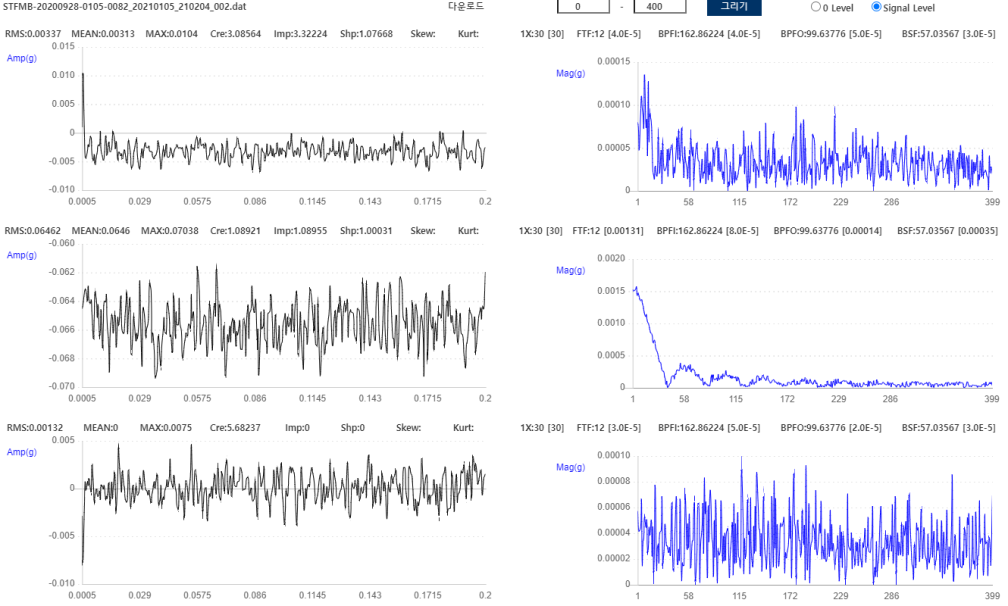 STFMB-20200928-0105-0082_20210105_210204_002.dat 다운로드 0 - 400 그리기 0 Level Signal Level
RMS:0.00337 MEAN:0.00313 MAX:0.0104 Cre:3.08564 Imp:3.32224 Shp:1.07668 Skew: Kurt:
1X:30 [30] FTF:12 [4.0E-5] BPFI:162.86224 [4.0E-5] BPFO:99.63776 [5.0E-5] BSF:57.03567 [3.0E-5]
Amp(g)
0.015
0.010
0.005
0
-0.005
-0.010
0.0005 0.029 0.0575 0.086 0.1145 0.143 0.1715 0.2
Mag(g)
0.00015
0.00010
0.00005
0
1 58 115 172 229 286 399
RMS:0.06462 MEAN:0.0646 MAX:0.07038 Cre:1.08921 Imp:1.08955 Shp:1.00031 Skew: Kurt:
1X:30 [30] FTF:12 [0.00131] BPFI:162.86224 [8.0E-5] BPFO:99.63776 [0.00014] BSF:57.03567 [0.00035]
Amp(g)
-0.060
-0.062
-0.064
-0.066
-0.068
-0.070
0.0005 0.029 0.0575 0.086 0.1145 0.143 0.1715 0.2
Mag(g)
0.0020
0.0015
0.0010
0.0005
0
1 58 115 172 229 286 399
RMS:0.00132 MEAN:0 MAX:0.0075 Cre:5.68237 Imp:0 Shp:0 Skew: Kurt:
1X:30 [30] FTF:12 [3.0E-5] BPFI:162.86224 [5.0E-5] BPFO:99.63776 [2.0E-5] BSF:57.03567 [3.0E-5]
Amp(g)
0.005
0
-0.005
-0.010
0.0005 0.029 0.0575 0.086 0.1145 0.143 0.1715 0.2
Mag(g)
0.00010
0.00008
0.00006
0.00004
0.00002
0
1 58 115 172 229 286 399